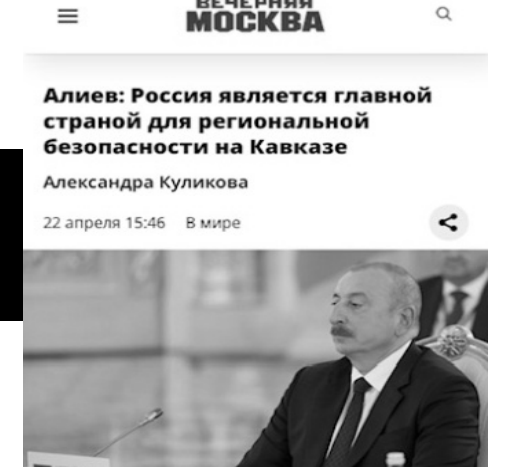 ВЕЧЕРНЯЯ
МОСКВА
Алиев: Россия является главной
страной для региональной
безопасности на Кавказе
Александра Куликова
22 апреля 15:46 В мире